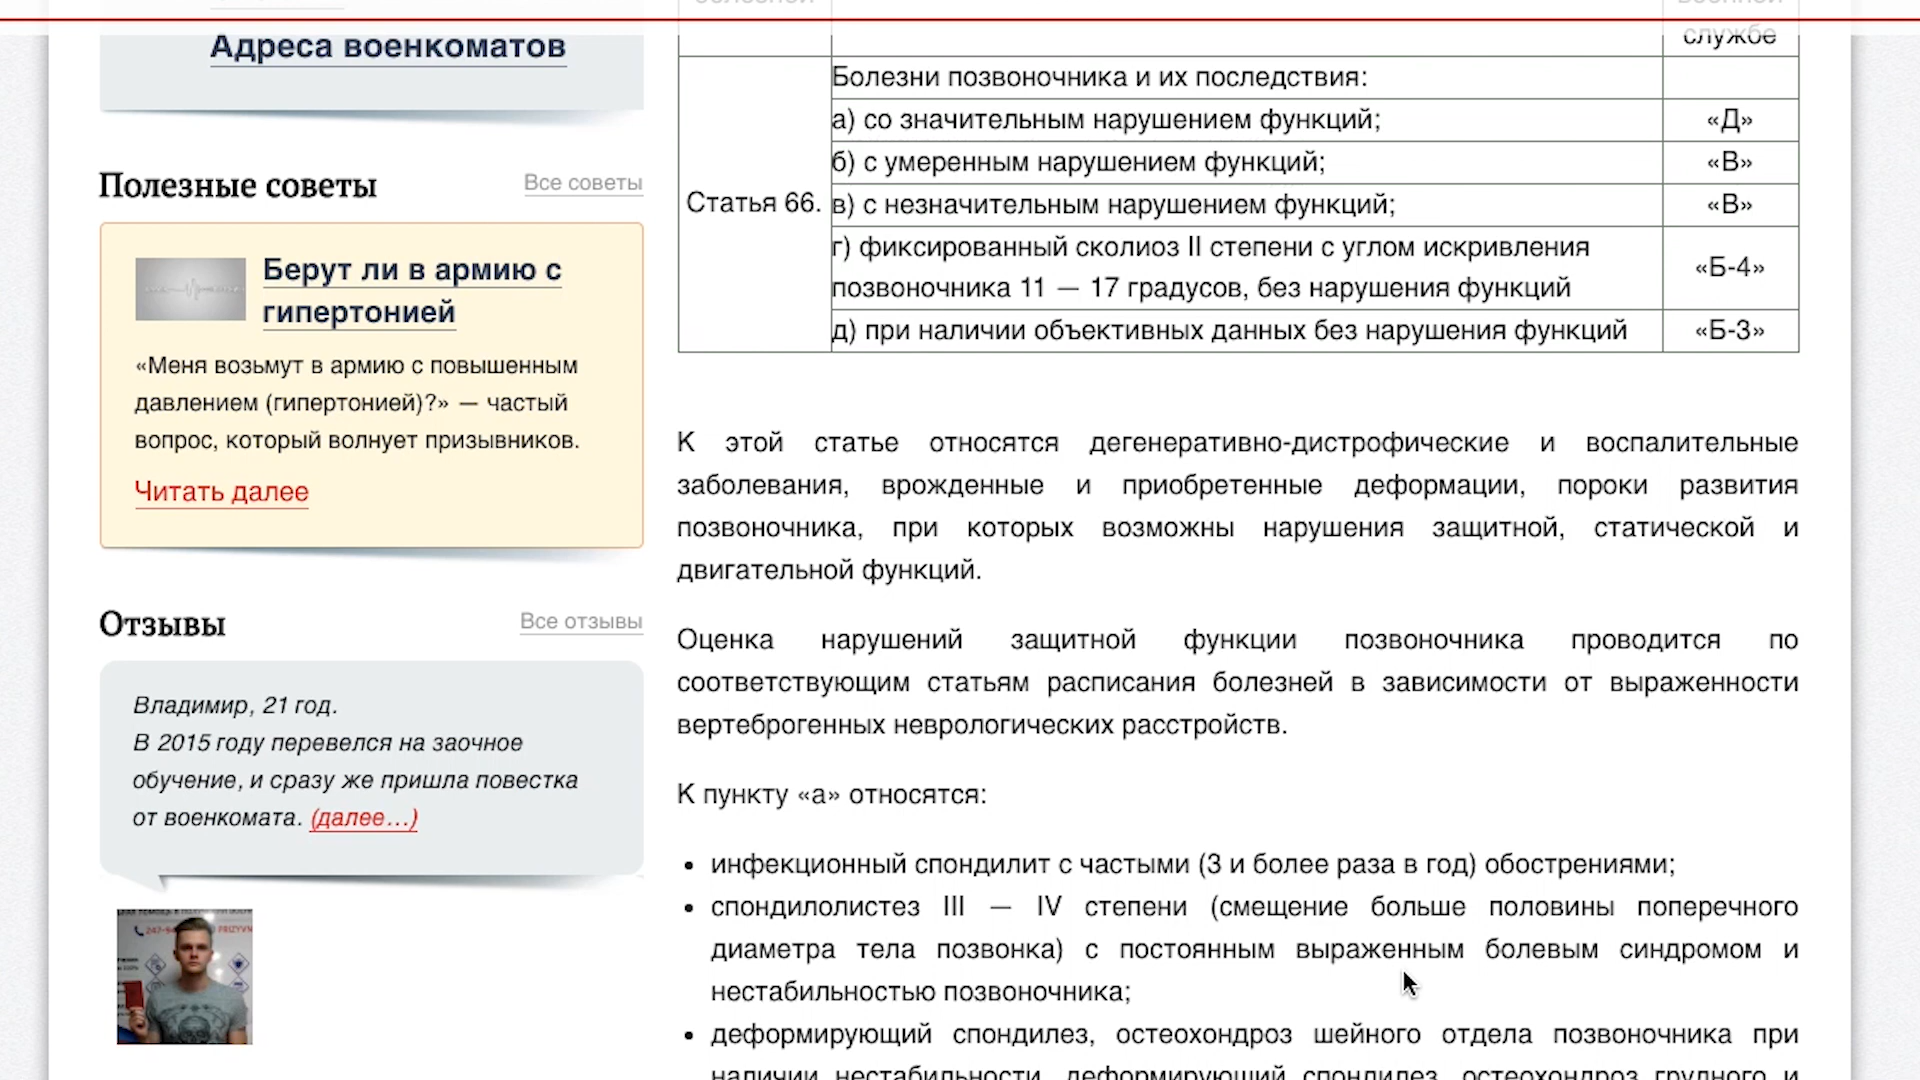 Адреса военкоматов
Полезные советы
Все советы
Берут ли в армию с
гипертонией
«Меня возьмут в армию с повышенным
давлением (гипертонией)?» — частый
вопрос, который волнует призывников.
Читать далее
Отзывы
Все отзывы
Владимир, 21 год.
В 2015 году перевелся на заочное
обучение, и сразу же пришла повестка
от военкомата. (далее...)
службе
Статья 66.
Болезни позвоночника и их последствия:
а) со значительным нарушением функций;
«Д»
б) с умеренным нарушением функций;
«В»
в) с незначительным нарушением функций;
«В»
г) фиксированный сколиоз II степени с углом искривления
позвоночника 11 — 17 градусов, без нарушения функций
«Б-4»
д) при наличии объективных данных без нарушения функций
«Б-3»
К этой статье относятся дегенеративно-дистрофические и воспалительные
заболевания, врожденные и приобретенные деформации, пороки развития
позвоночника, при которых возможны нарушения защитной, статической и
двигательной функций.
Оценка нарушений защитной функции позвоночника проводится по
соответствующим статьям расписания болезней в зависимости от выраженности
вертеброгенных неврологических расстройств.
К пункту «а» относятся:
• инфекционный спондилит с частыми (3 и более раза в год) обострениями;
• спондилолистез III — IV степени (смещение больше половины поперечного
диаметра тела позвонка) с постоянным выраженным болевым синдромом и
нестабильностью позвоночника;
• деформирующий спондилез, остеохондроз шейного отдела позвоночника при
наличии нестабильности, деформирующий спондилез, остеохондроз грудного и